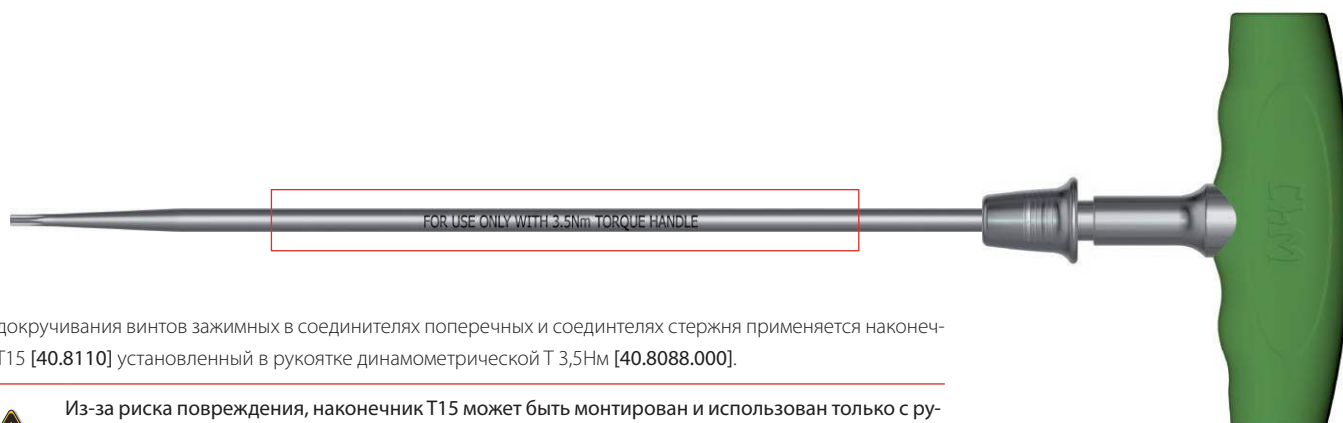 FOR USE ONLY WITH 3.5Nm TORQUE HANDLE
ChM
докручивания винтов зажимных в соединителях поперечных и соединтелях стержня применяется наконеч-
T15 [40.8110] установленный в рукоятке динамометрической Т 3,5Нм [40.8088.000].
Из-за риска повреждения, наконечник Т15 может быть монтирован и использован только с ру-